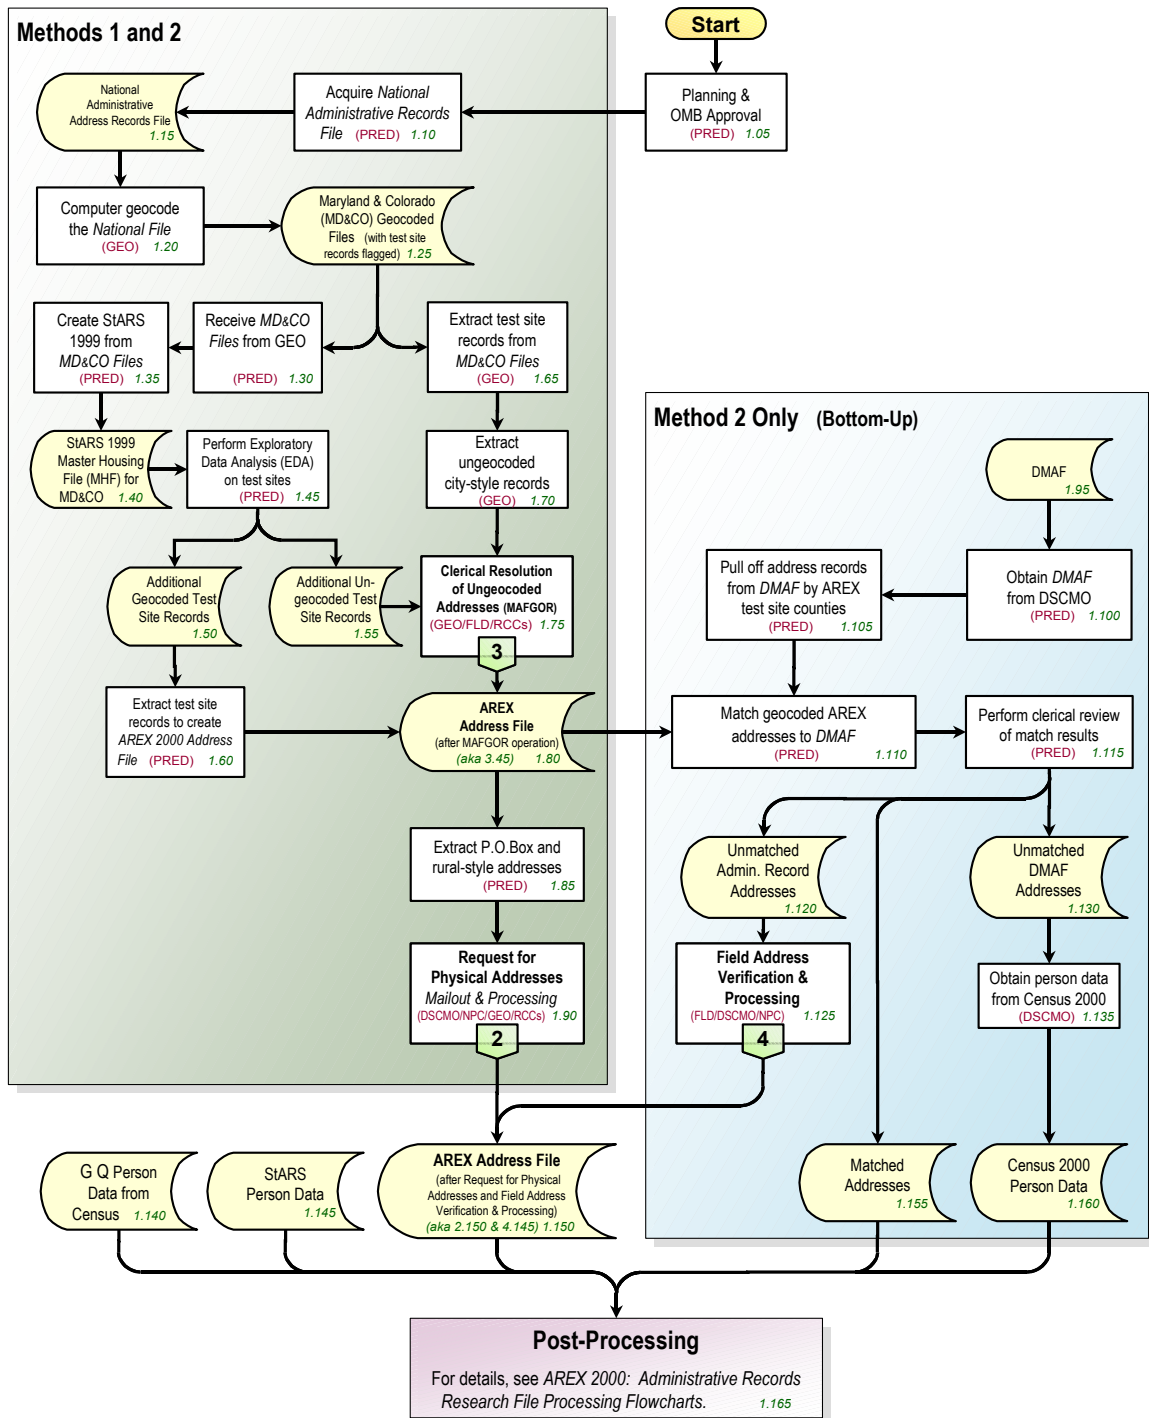 Methods 1 and 2
Start
National
Administrative
Address Records File
1.15
Acquire National
Administrative Records
File (PRED) 1.10
Planning &
OMB Approval
(PRED) 1.05
Computer geocode
the National File
(GEO) 1.20
Maryland & Colorado
(MD&CO) Geocoded
Files (with test site
records flagged) 1.25
Create StARS
1999 from
MD&CO Files
(PRED) 1.35
Receive MD&CO
Files from GEO
(PRED) 1.30
Extract test site
records from
MD&CO Files
(GEO) 1.65
StARS 1999
Master Housing
File (MHF) for
MD&CO 1.40
Perform Exploratory
Data Analysis (EDA)
on test sites
(PRED) 1.45
Extract
ungeocoded
city-style records
(GEO) 1.70
Additional
Geocoded Test
Site Records
1.50
Additional Un-
geocoded Test
Site Records
1.55
Clerical Resolution
of Ungeocoded
Addresses (MAFGOR)
(GEO/FLD/RCCs) 1.75
3
Extract test site
records to create
AREX 2000 Address
File (PRED) 1.60
AREX
Address File
(after MAFGOR operation)
(aka 3.45) 1.80
Extract P.O.Box and
rural-style addresses
(PRED) 1.85
Request for
Physical Addresses
Mailout & Processing
(DSCMO/NPC/GEO/RCCs) 1.90
2
Method 2 Only (Bottom-Up)
DMAF
1.95
Obtain DMAF
from DSCMO
(PRED) 1.100
Pull off address records
from DMAF by AREX
test site counties
(PRED) 1.105
Match geocoded AREX
addresses to DMAF
(PRED) 1.110
Perform clerical review
of match results
(PRED) 1.115
Unmatched
Admin. Record
Addresses
1.120
Unmatched
DMAF
Addresses
1.130
Field Address
Verification &
Processing
(FLD/DSCMO/NPC) 1.125
4
Obtain person data
from Census 2000
(DSCMO) 1.135
G Q Person
Data from
Census 1.140
StARS
Person Data
1.145
AREX Address File
(after Request for Physical
Addresses and Field Address
Verification & Processing)
(aka 2.150 & 4.145) 1.150
Matched
Addresses
1.155
Census 2000
Person Data
1.160
Post-Processing
For details, see AREX 2000: Administrative Records
Research File Processing Flowcharts. 1.165